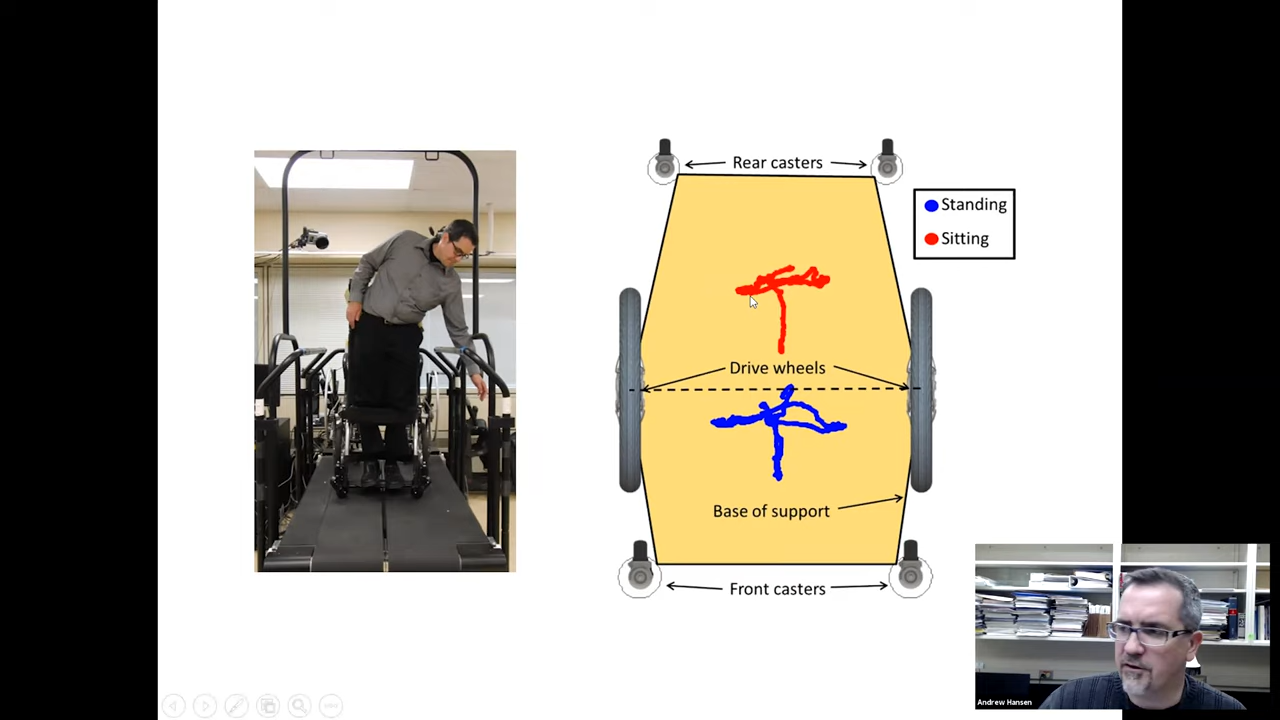 Rear casters
Standing
Sitting
Drive wheels
Base of support
Front casters
Andrew Hansen